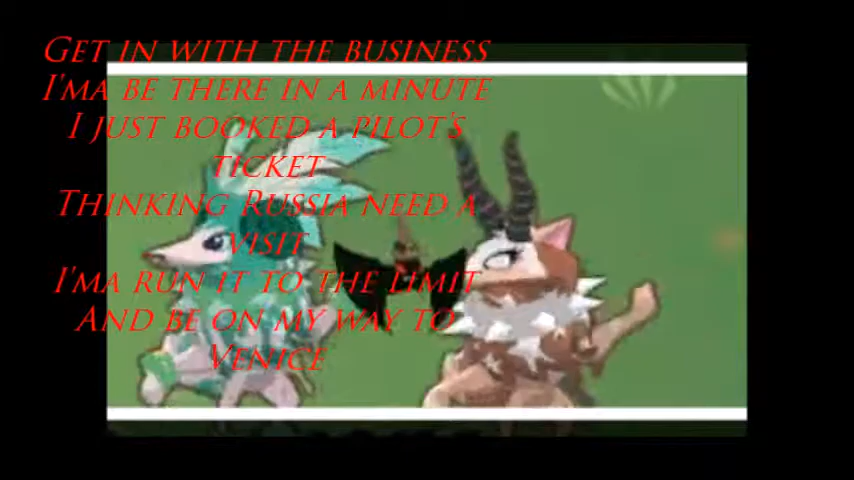 Get in with the business
I'ma be there in a minute
I just booked a pilot's
ticket
Thinking Russia need a
visit
I'ma run it to the limit
And be on my way to
Venice